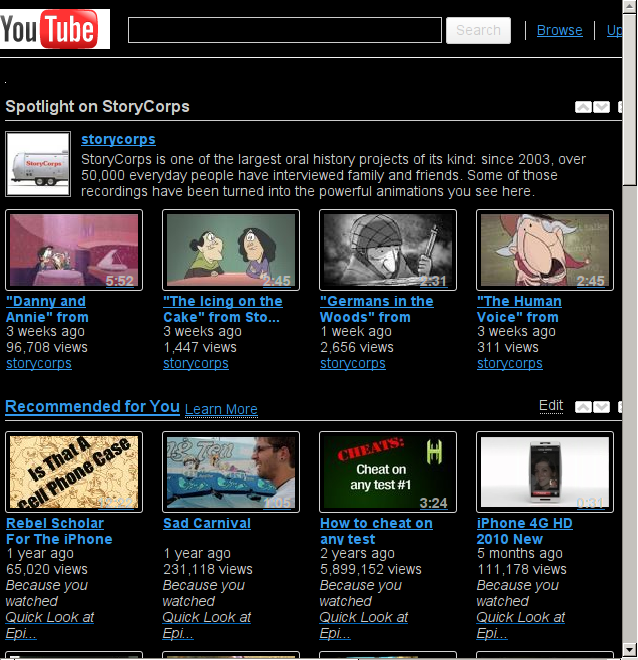 You Tube
Search
Browse
Up
Spotlight on StoryCorps
StoryCorps
storycorps
StoryCorps is one of the largest oral history projects of its kind: since 2003, over
50,000 everyday people have interviewed family and friends. Some of those
recordings have been turned into the powerful animations you see here.
5:52 2:45 2:31 2:45
"Danny and
Annie" from
3 weeks ago
96,708 views
storycorps
"The Icing on the
Cake" from Sto...
3 weeks ago
1,447 views
storycorps
"Germans in the
Woods" from
1 week ago
2,656 views
storycorps
"The Human
Voice" from
3 weeks ago
311 views
storycorps
Recommended for You Learn More Edit
Is That A
Cell Phone Case
Rebel Scholar
For The iPhone
1 year ago
65,020 views
Because you
watched
Quick Look at
Epi...
7:05
Sad Carnival
1 year ago
231,118 views
Because you
watched
Quick Look at
Epi...
CHEATS:
Cheat on
any test #1
H
3:24
How to cheat on
any test
2 years ago
5,899,152 views
Because you
watched
Quick Look at
Epi...
0:31
iPhone 4G HD
2010 New
5 months ago
111,178 views
Because you
watched
Quick Look at
Epi...